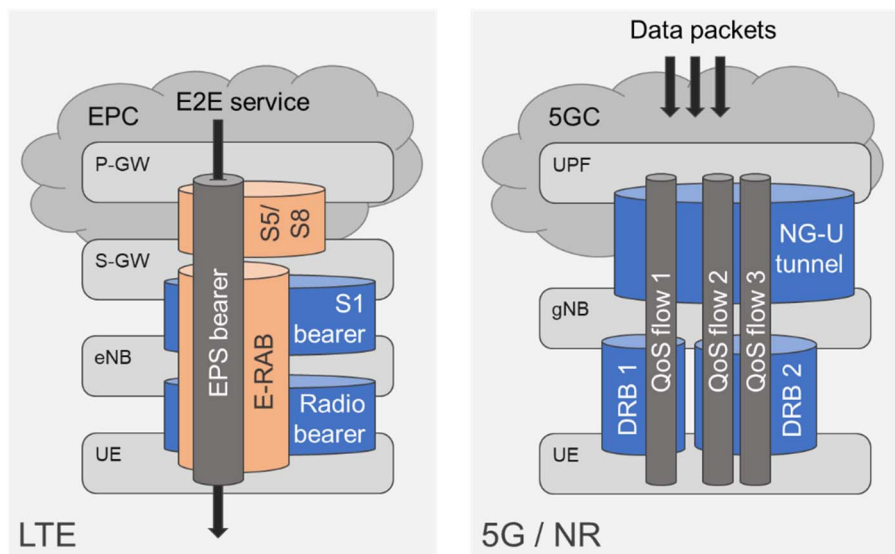 E2E service
EPC
P-GW
S5/
S8
S-GW
S1
bearer
EPS bearer
E-RAB
eNB
Radio
bearer
UE
LTE
Data packets
5GC
UPF
NG-U
tunnel
QoS flow 1
QoS flow 2
QoS flow 3
gNB
DRB 1
DRB 2
UE
5G / NR